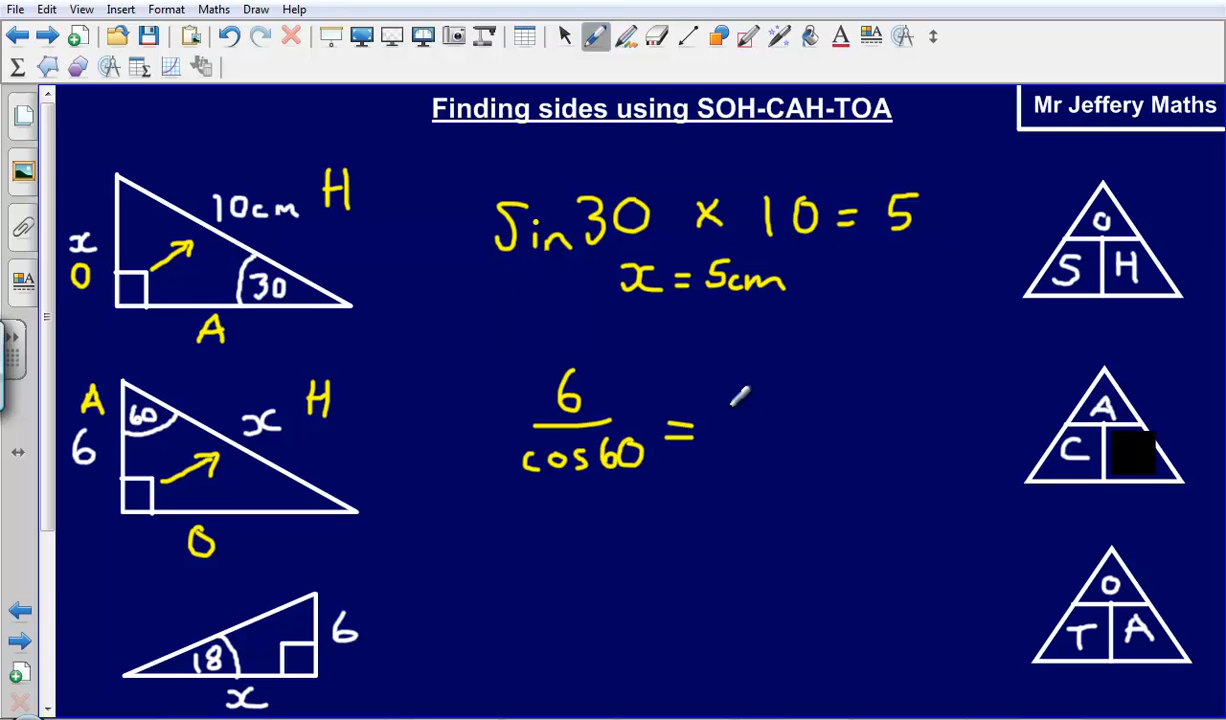 File Edit View Insert Format Maths Draw Help
Finding sides using SOH-CAH-TOA
Mr Jeffery Maths
10cm H
x
O
30
A
Sin30 × 10 = 5
x = 5cm
O
S H
A
60
6
x
H
O
6
cos60 =
A
C
18
6
x
O
T A